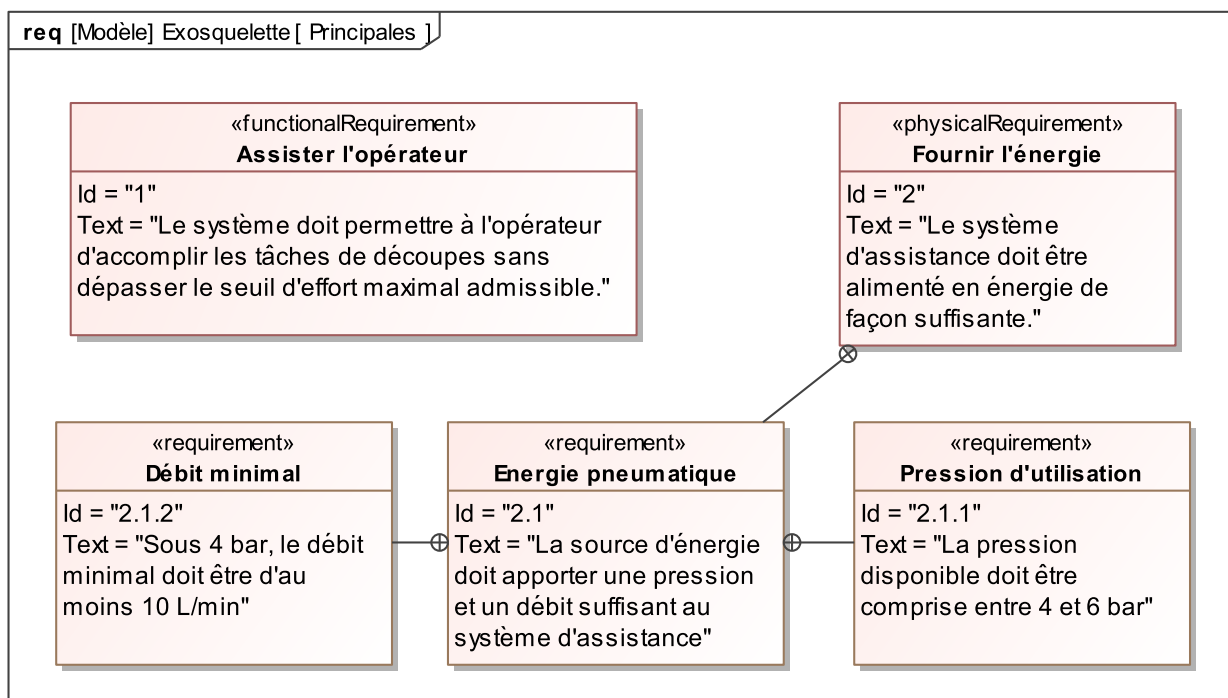 req [Modèle] Exosquelette [ Principales ]
«functionalRequirement»
Assister l'opérateur
Id = "1"
Text = "Le système doit permettre à l'opérateur
d'accomplir les tâches de découpes sans
dépasser le seuil d'effort maximal admissible."
«physicalRequirement»
Fournir l'énergie
Id = "2"
Text = "Le système
d'assistance doit être
alimenté en énergie de
façon suffisante."
«requirement»
Débit minimal
Id = "2.1.2"
Text = "Sous 4 bar, le débit
minimal doit être d'au
moins 10 L/min"
«requirement»
Energie pneumatique
Id = "2.1"
Text = "La source d'énergie
doit apporter une pression
et un débit suffisant au
système d'assistance"
«requirement»
Pression d'utilisation
Id = "2.1.1"
Text = "La pression
disponible doit être
comprise entre 4 et 6 bar"